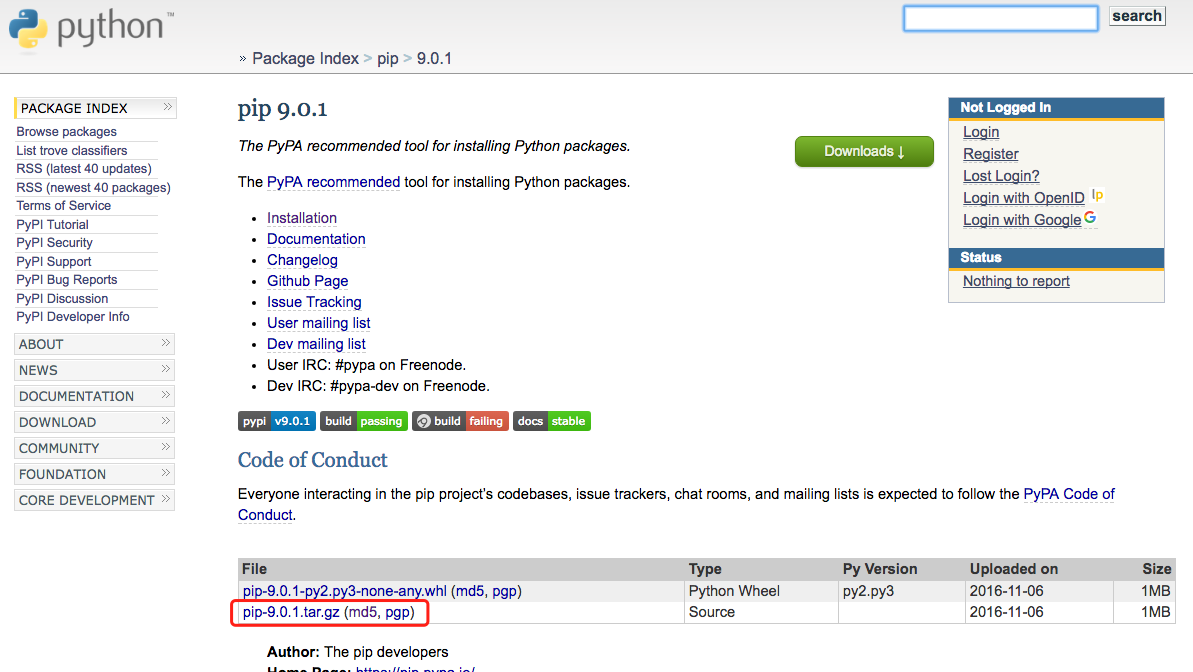 python™
search
» Package Index > pip > 9.0.1
PACKAGE INDEX »
Browse packages
List trove classifiers
RSS (latest 40 updates)
RSS (newest 40 packages)
Terms of Service
PyPI Tutorial
PyPI Security
PyPI Support
PyPI Bug Reports
PyPI Discussion
PyPI Developer Info
ABOUT »
NEWS »
DOCUMENTATION »
DOWNLOAD »
COMMUNITY »
FOUNDATION »
CORE DEVELOPMENT »
pip 9.0.1
The PyPA recommended tool for installing Python packages.
Downloads ↓
The PyPA recommended tool for installing Python packages.
• Installation
• Documentation
• Changelog
• Github Page
• Issue Tracking
• User mailing list
• Dev mailing list
• User IRC: #pypa on Freenode.
• Dev IRC: #pypa-dev on Freenode.
pypi v9.0.1 build passing build failing docs stable
Code of Conduct
Everyone interacting in the pip project's codebases, issue trackers, chat rooms, and mailing lists is expected to follow the PyPA Code of
Conduct.
File Type Py Version Uploaded on Size
pip-9.0.1-py2.py3-none-any.whl (md5, pgp) Python Wheel py2.py3 2016-11-06 1MB
pip-9.0.1.tar.gz (md5, pgp) Source 2016-11-06 1MB
Author: The pip developers
Home Page: https://pip.pypa.io/
Not Logged In
Login
Register
Lost Login?
Login with OpenID lp
Login with Google G
Status
Nothing to report